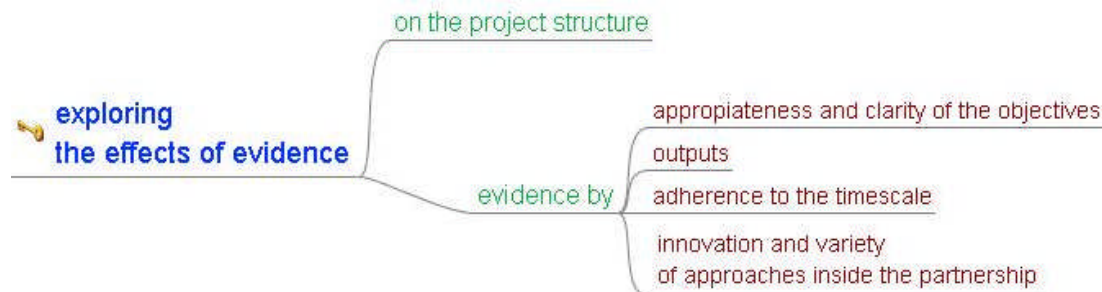 on the project structure
exploring
the effects of evidence
appropiateness and clarity of the objectives
outputs
evidence by
adherence to the timescale
innovation and variety
of approaches inside the partnership